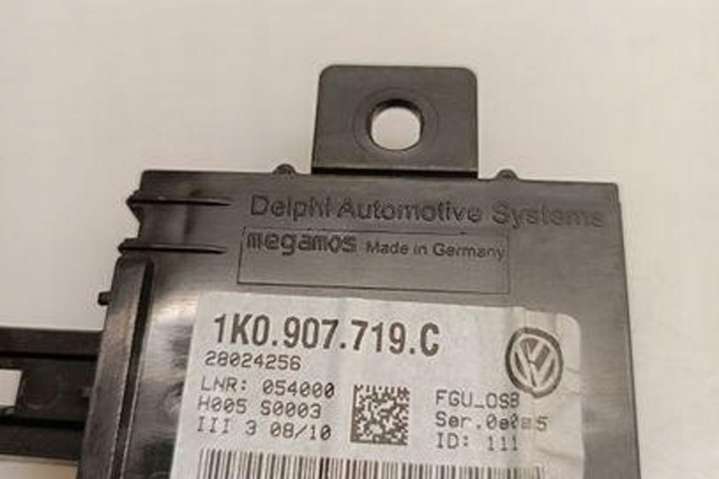 Delphi Automotive Systems
megamos Made in Germany
1K0.907.719.C
28024256
LNR: 054000
H005 S0003
III 3 08/10
FGU_OSB
ID: 111